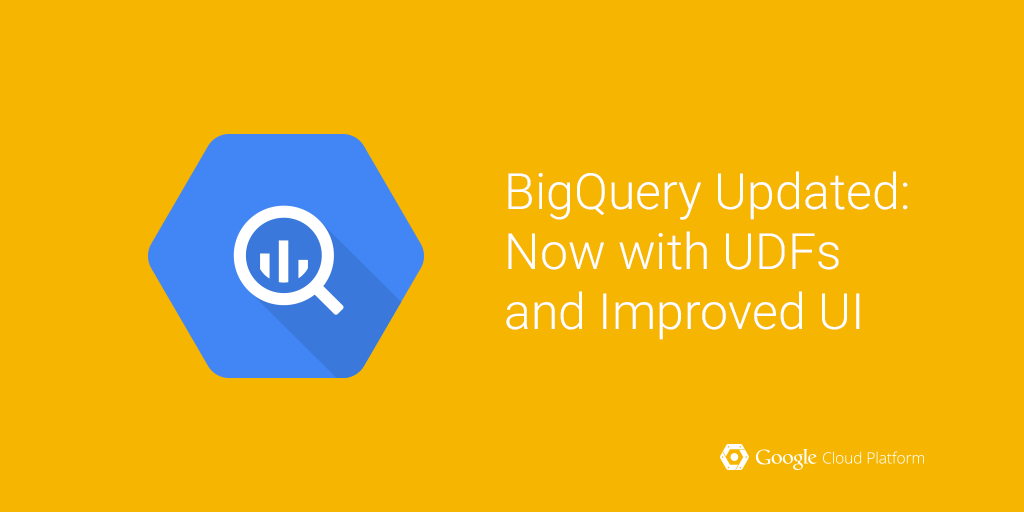 BigQuery Updated:
Now with UDFs
and Improved UI
Google Cloud Platform